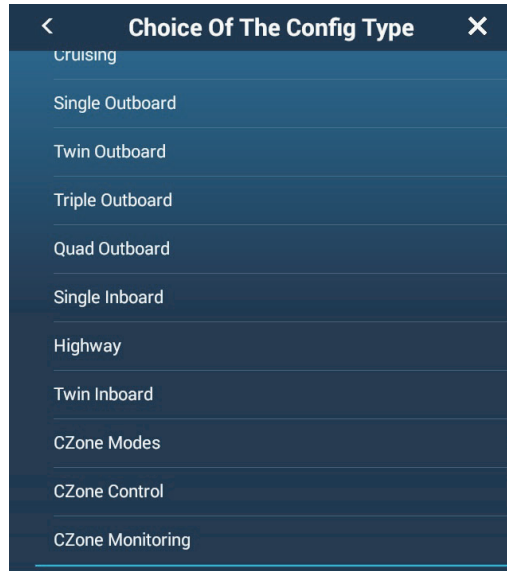 Choice Of The Config Type
Cruising
Single Outboard
Twin Outboard
Triple Outboard
Quad Outboard
Single Inboard
Highway
Twin Inboard
CZone Modes
CZone Control
CZone Monitoring